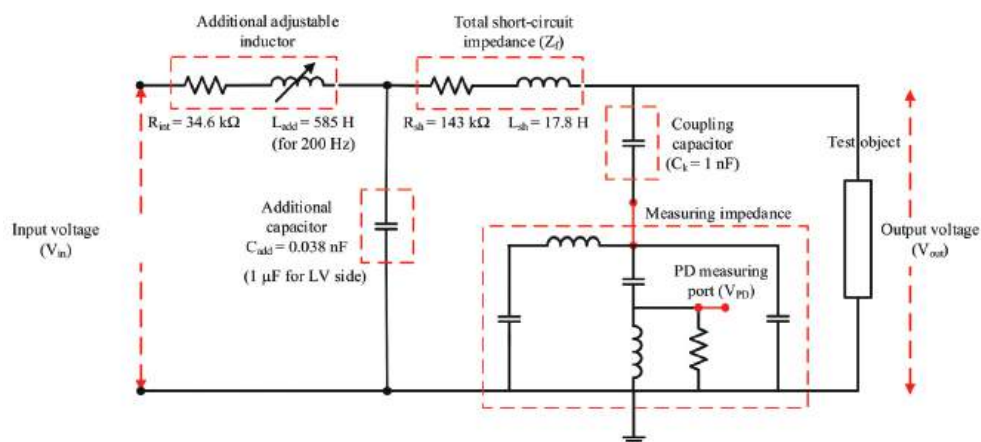 Additional adjustable
inductor
Total short-circuit
impedance (Zf)
Rint = 34.6 kΩ
Ladd = 585 H
(for 200 Hz)
Rsh = 143 kΩ
Lsh = 17.8 H
Coupling
capacitor
(Ck = 1 nF)
Test object
Input voltage
(Vin)
Additional
capacitor
Cadd = 0.038 nF
(1 μF for LV side)
Measuring impedance
PD measuring
port (VPD)
Output voltage
(Vout)